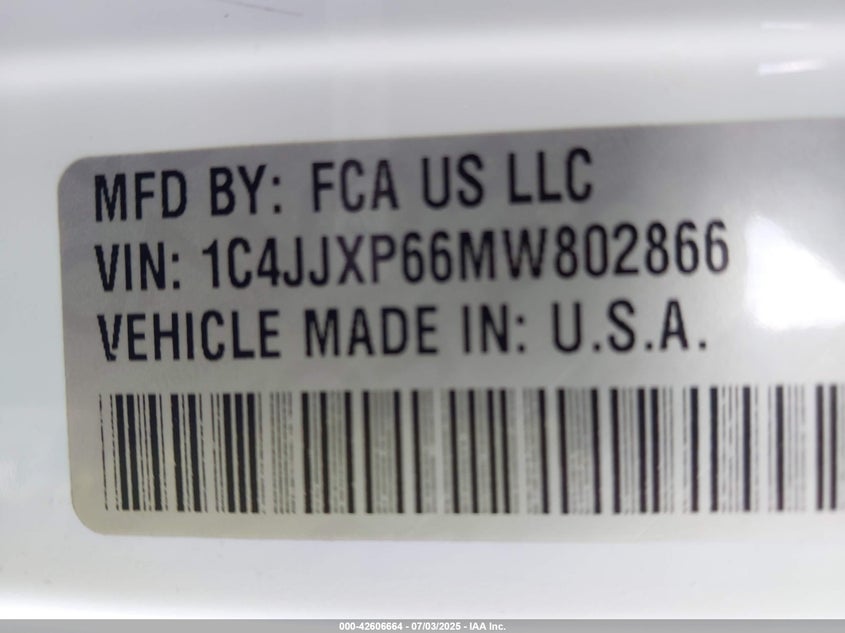 MFD BY: FCA US LLC
VIN: 1C4JJXP66MW802866
VEHICLE MADE IN: U.S.A.
000-42606664 - 07/03/2025 - IAA Inc.